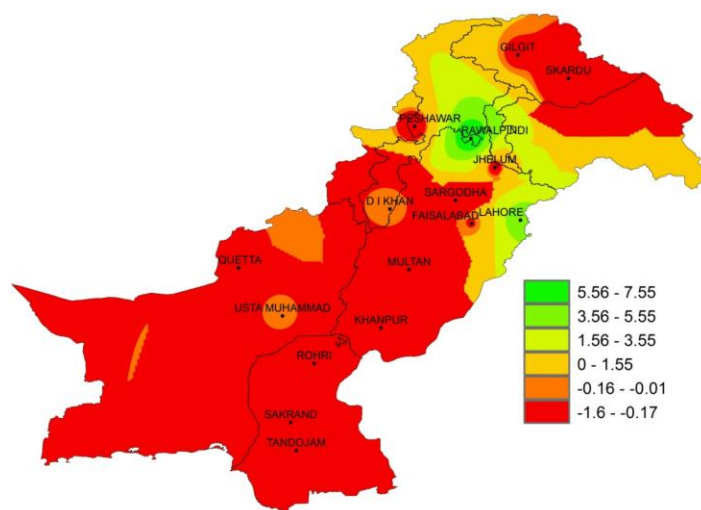 GILGIT
SKARDU
PESHAWAR
RAWALPINDI
JHELUM
SARGODHA
D I KHAN
FAISALABAD
LAHORE
QUETTA
MULTAN
USTA MUHAMMAD
KHANPUR
ROHRI
SAKRAND
TANDOJAM
5.56 - 7.55
3.56 - 5.55
1.56 - 3.55
0 - 1.55
-0.16 - -0.01
-1.6 - -0.17